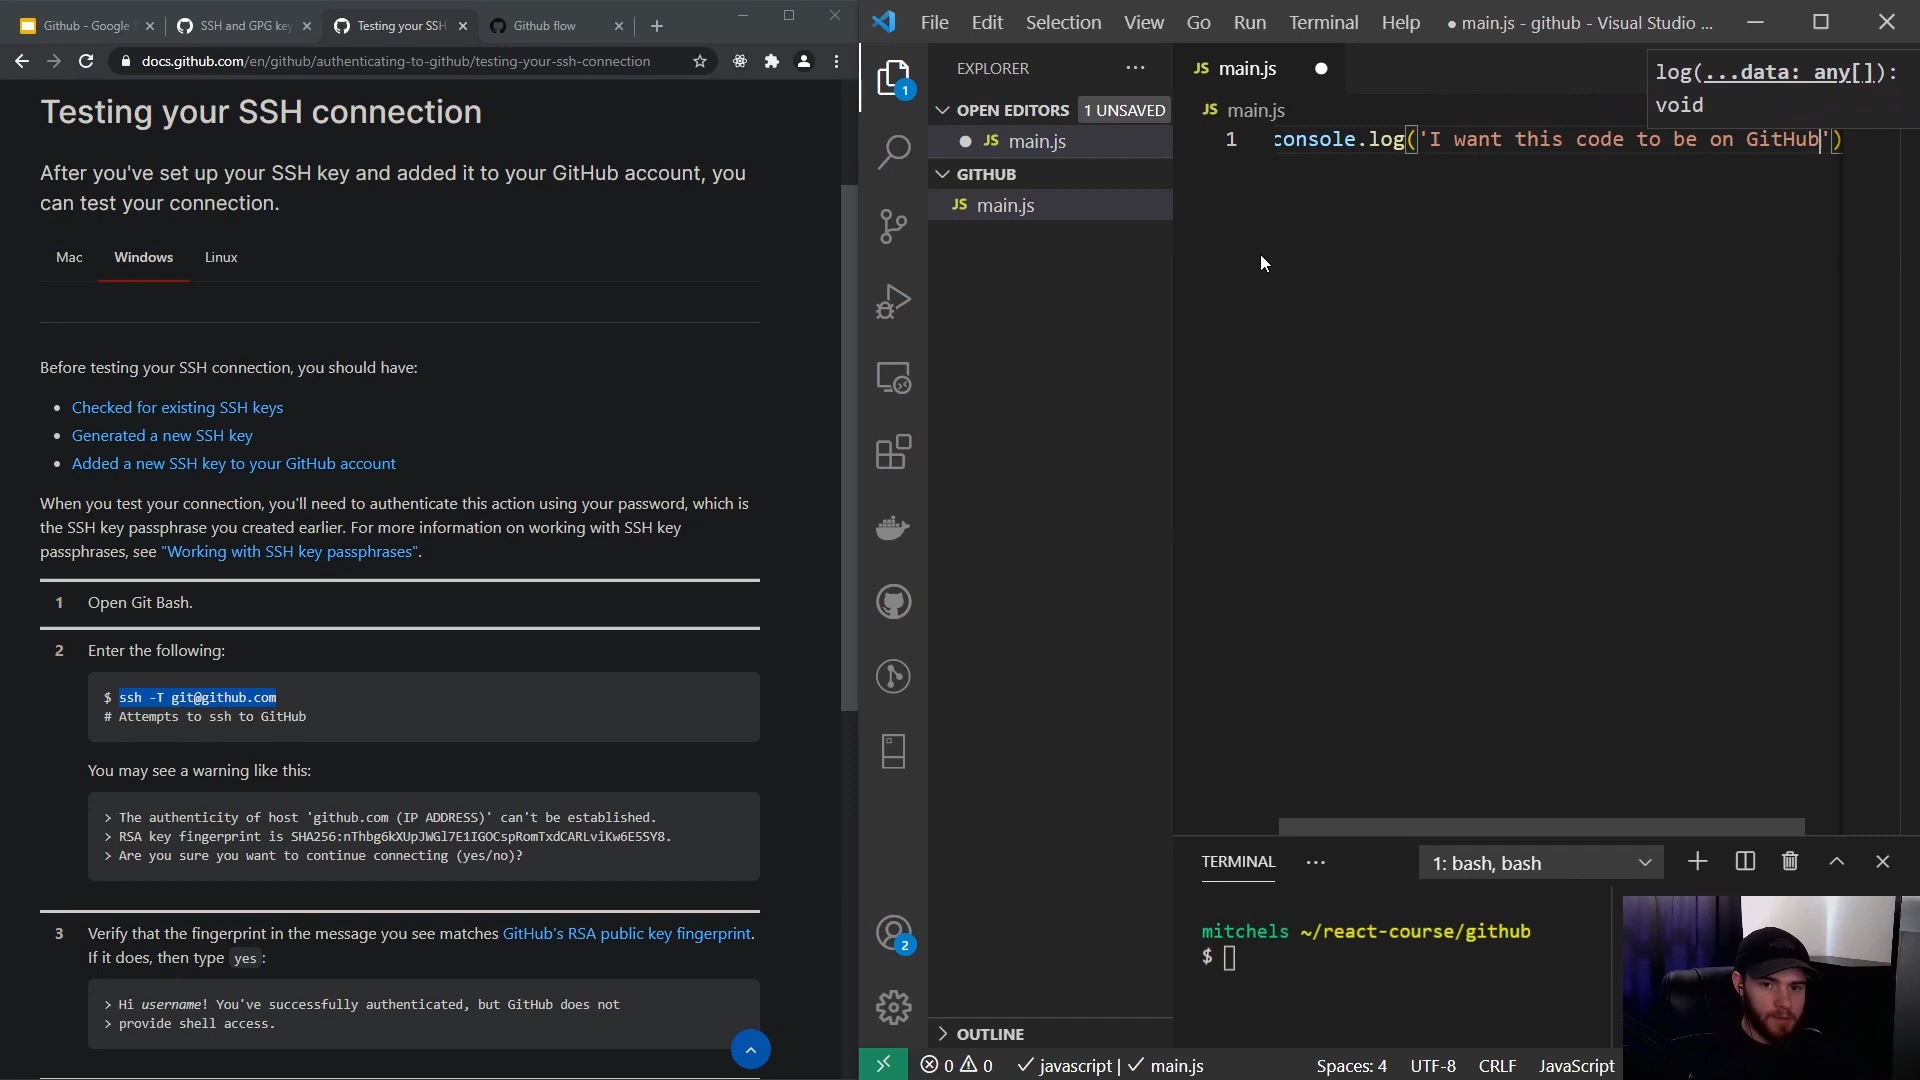 Github - Google
SSH and GPG key
Testing your SSH
Github flow
docs.github.com/en/github/authenticating-to-github/testing-your-ssh-connection
Testing your SSH connection
After you've set up your SSH key and added it to your GitHub account, you
can test your connection.
Mac
Windows
Linux
Before testing your SSH connection, you should have:
Checked for existing SSH keys
Generated a new SSH key
Added a new SSH key to your GitHub account
When you test your connection, you'll need to authenticate this action using your password, which is
the SSH key passphrase you created earlier. For more information on working with SSH key
passphrases, see "Working with SSH key passphrases".
1 Open Git Bash.
2 Enter the following:
$ ssh -T git@github.com
# Attempts to ssh to GitHub
You may see a warning like this:
> The authenticity of host 'github.com (IP ADDRESS)' can't be established.
> RSA key fingerprint is SHA256:nThbg6kXUpJWGl7E1IGOCspRomTxdCARLviKw6E5SY8.
> Are you sure you want to continue connecting (yes/no)?
3 Verify that the fingerprint in the message you see matches GitHub's RSA public key fingerprint.
If it does, then type yes :
> Hi username! You've successfully authenticated, but GitHub does not
> provide shell access.
File Edit Selection View Go Run Terminal Help ● main.js - github - Visual Studio ...
1
EXPLORER ...
OPEN EDITORS 1 UNSAVED
JS main.js
GITHUB
JS main.js
OUTLINE
2
JS main.js
JS main.js
log(...data: any[]):
void
1 console.log('I want this code to be on GitHub')
TERMINAL ... 1: bash, bash
mitchels ~/react-course/github
$
0 0 javascript | main.js Spaces: 4 UTF-8 CRLF JavaScript